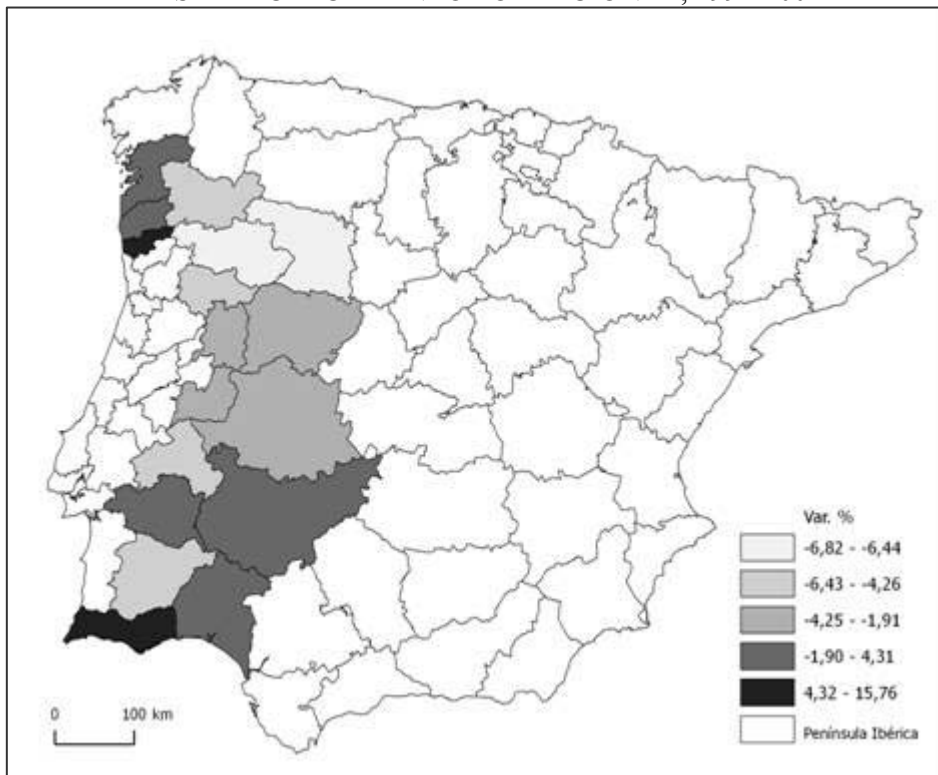 Var. %
-6,82 - -6,44
-6,43 - -4,26
-4,25 - -1,91
-1,90 - 4,31
4,32 - 15,76
Península Ibérica
0 100 km